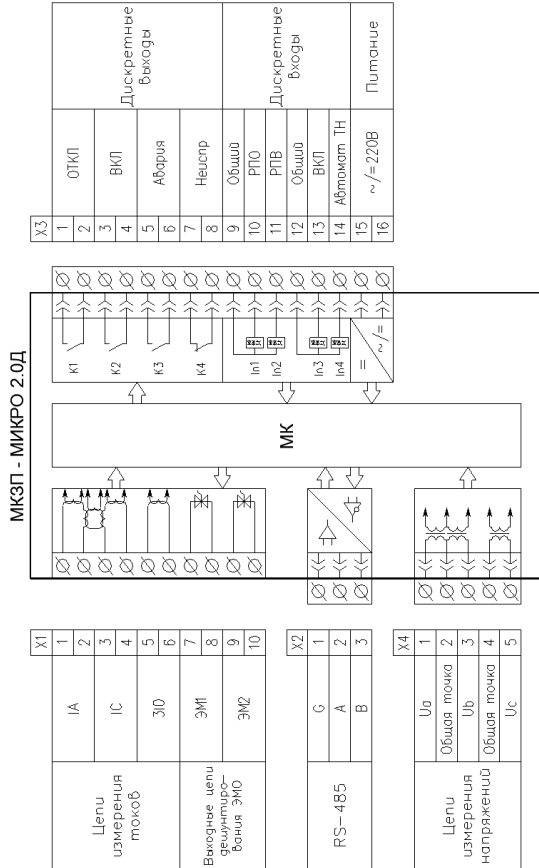 МКЗП - МИКРО 2.0Д
X1
Цепи
измерения
токов
IA
1
2
IC
3
4
3I0
5
6
Выходные цепи
дешунтиро–
вания ЭМО
ЭМ1
7
8
ЭМ2
9
10
X2
RS–485
G
1
A
2
B
3
X4
Цепи
измерения
напряжений
Ua
1
Общая точка
2
Ub
3
Общая точка
4
Uc
5
МК
К1
К2
К3
К4
In1
In2
In3
In4
=
~/=
X3
1
ОТКЛ
2
3
ВКЛ
4
5
Авария
6
7
Неиспр
8
Дискретные
выходы
9
Общий
10
РПО
11
РПВ
12
Общий
13
ВКЛ
14
Автомат ТН
Дискретные
входы
15
~/= 220В
16
Питание